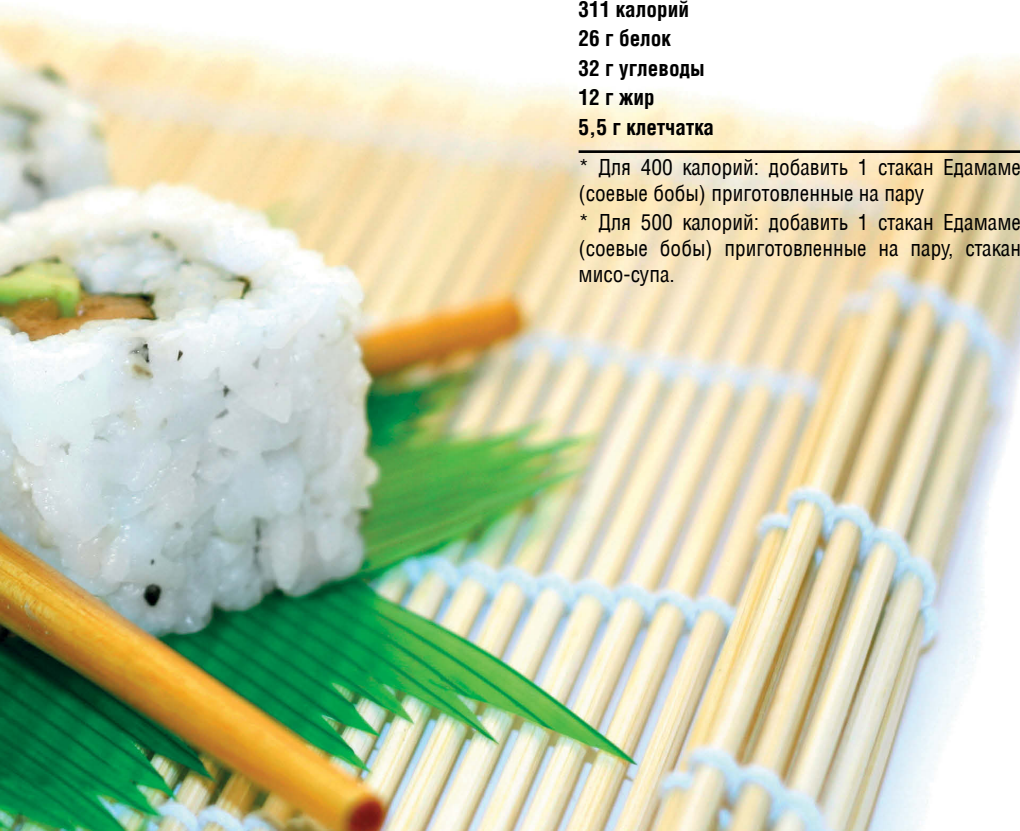 311 калорий
26 г белок
32 г углеводы
12 г жир
5,5 г клетчатка
* Для 400 калорий: добавить 1 стакан Едамаме
(соевые бобы) приготовленные на пару
* Для 500 калорий: добавить 1 стакан Едамаме
(соевые бобы) приготовленные на пару, стакан
мисо-супа.